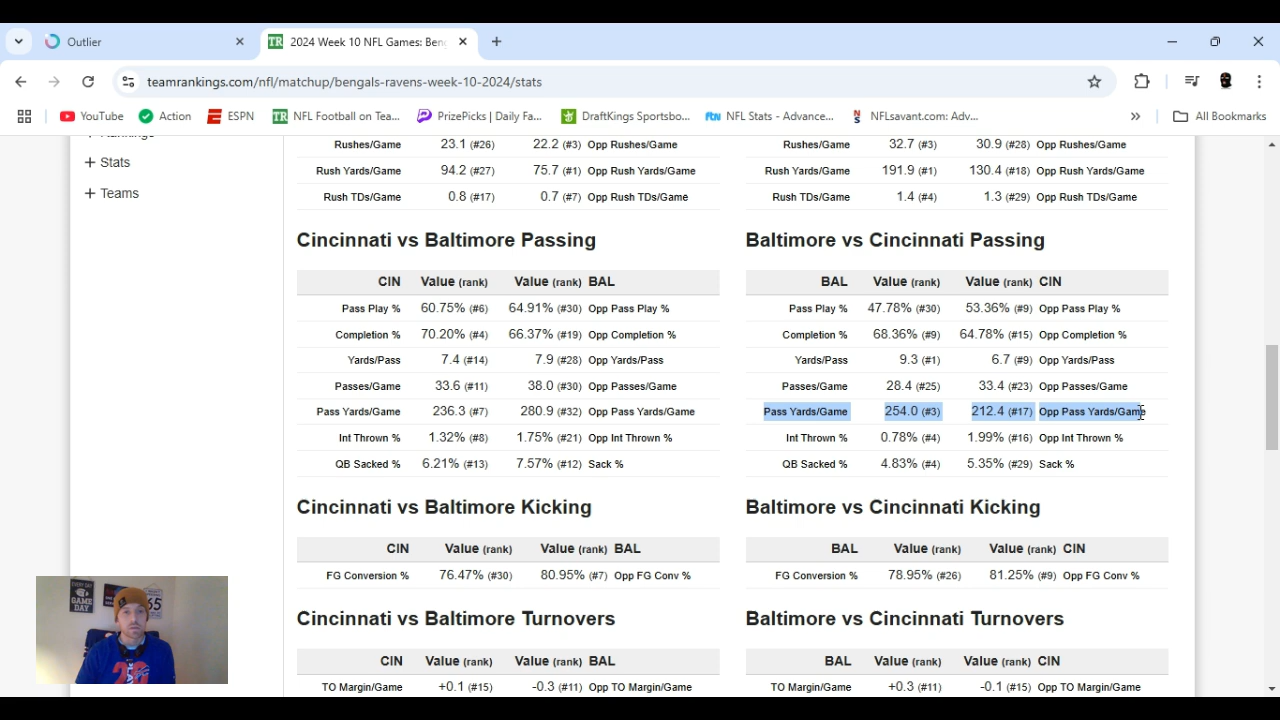 Outlier
2024 Week 10 NFL Games: Ben
teamrankings.com/nfl/matchup/bengals-ravens-week-10-2024/stats
YouTube Action ESPN NFL Football on Tea... PrizePicks | Daily Fa... DraftKings Sportsbo... NFL Stats - Advance... NFLsavant.com: Adv... » All Bookmarks
+ Rankings
+ Stats
+ Teams
Rushes/Game 23.1 (#26) 22.2 (#3) Opp Rushes/Game
Rush Yards/Game 94.2 (#27) 75.7 (#1) Opp Rush Yards/Game
Rush TDs/Game 0.8 (#17) 0.7 (#7) Opp Rush TDs/Game
Rushes/Game 32.7 (#3) 30.9 (#28) Opp Rushes/Game
Rush Yards/Game 191.9 (#1) 130.4 (#18) Opp Rush Yards/Game
Rush TDs/Game 1.4 (#4) 1.3 (#29) Opp Rush TDs/Game
Cincinnati vs Baltimore Passing
CIN Value (rank) Value (rank) BAL
Pass Play % 60.75% (#6) 64.91% (#30) Opp Pass Play %
Completion % 70.20% (#4) 66.37% (#19) Opp Completion %
Yards/Pass 7.4 (#14) 7.9 (#28) Opp Yards/Pass
Passes/Game 33.6 (#11) 38.0 (#30) Opp Passes/Game
Pass Yards/Game 236.3 (#7) 280.9 (#32) Opp Pass Yards/Game
Int Thrown % 1.32% (#8) 1.75% (#21) Opp Int Thrown %
QB Sacked % 6.21% (#13) 7.57% (#12) Sack %
Baltimore vs Cincinnati Passing
BAL Value (rank) Value (rank) CIN
Pass Play % 47.78% (#30) 53.36% (#9) Opp Pass Play %
Completion % 68.36% (#9) 64.78% (#15) Opp Completion %
Yards/Pass 9.3 (#1) 6.7 (#9) Opp Yards/Pass
Passes/Game 28.4 (#25) 33.4 (#23) Opp Passes/Game
Pass Yards/Game 254.0 (#3) 212.4 (#17) Opp Pass Yards/Game
Int Thrown % 0.78% (#4) 1.99% (#16) Opp Int Thrown %
QB Sacked % 4.83% (#4) 5.35% (#29) Sack %
Cincinnati vs Baltimore Kicking
CIN Value (rank) Value (rank) BAL
FG Conversion % 76.47% (#30) 80.95% (#7) Opp FG Conv %
Baltimore vs Cincinnati Kicking
BAL Value (rank) Value (rank) CIN
FG Conversion % 78.95% (#26) 81.25% (#9) Opp FG Conv %
Cincinnati vs Baltimore Turnovers
CIN Value (rank) Value (rank) BAL
TO Margin/Game +0.1 (#15) -0.3 (#11) Opp TO Margin/Game
Baltimore vs Cincinnati Turnovers
BAL Value (rank) Value (rank) CIN
TO Margin/Game +0.3 (#11) -0.1 (#15) Opp TO Margin/Game
GAME
DAY
65